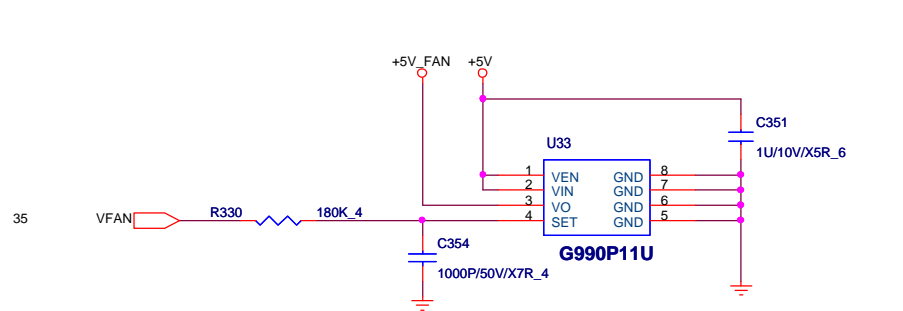 +5V_FAN +5V
C351
1U/10V/X5R_6
U33
1 VEN GND 8
2 VIN GND 7
3 VO GND 6
4 SET GND 5
G990P11U
35 VFAN R330 180K_4
C354
1000P/50V/X7R_4